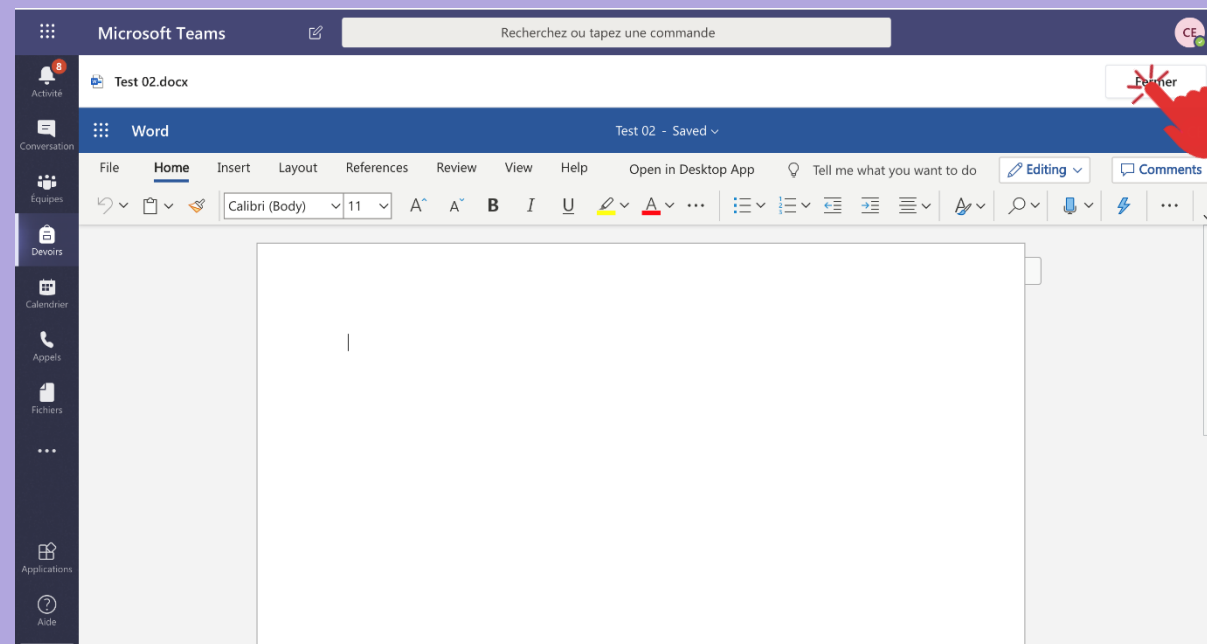 Microsoft Teams
Recherchez ou tapez une commande
CE
8
Activité
Test 02.docx
Fermer
Conversation
Word
Test 02 - Saved
File Home Insert Layout References Review View Help Open in Desktop App Tell me what you want to do Editing Comments
Équipes
Calibri (Body) 11 A A B I U A
Devoirs
Calendrier
Appels
Fichiers
Applications
Aide